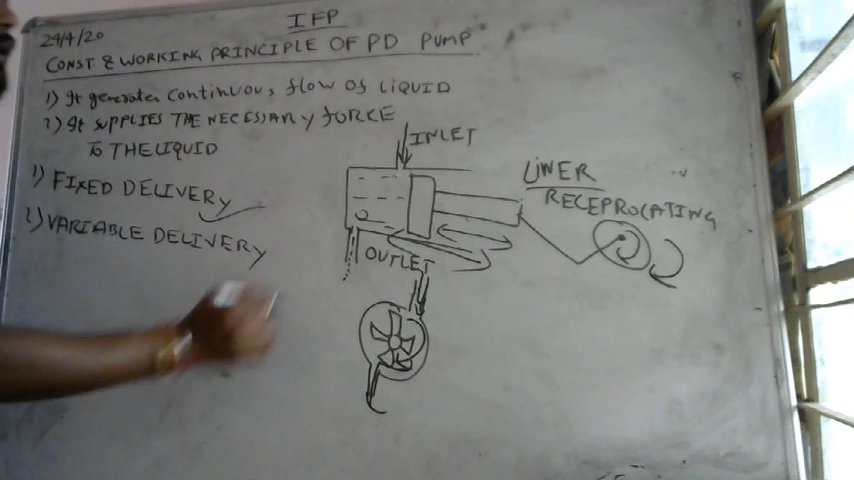 IFP
29/4/20
CONST & WORKING PRINCIPLE OF PD PUMP
1) It generates continuous flow of LIQUID
2) It SUPPLIES THE NECESSARY fORCE
TO THE LIQUID
1) FIXED DELIVERY
2) VARIABLE DELIVERY
INLET
LINER
RECEPROCATING
OUTLET